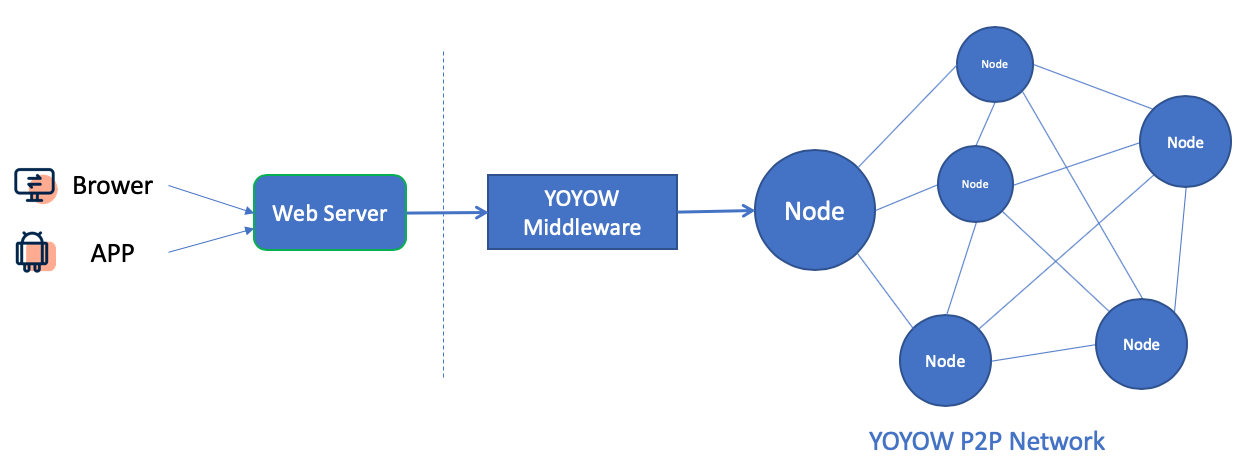 Brower
APP
Web Server
YOYOW
Middleware
Node
Node
Node
Node
Node
Node
YOYOW P2P Network